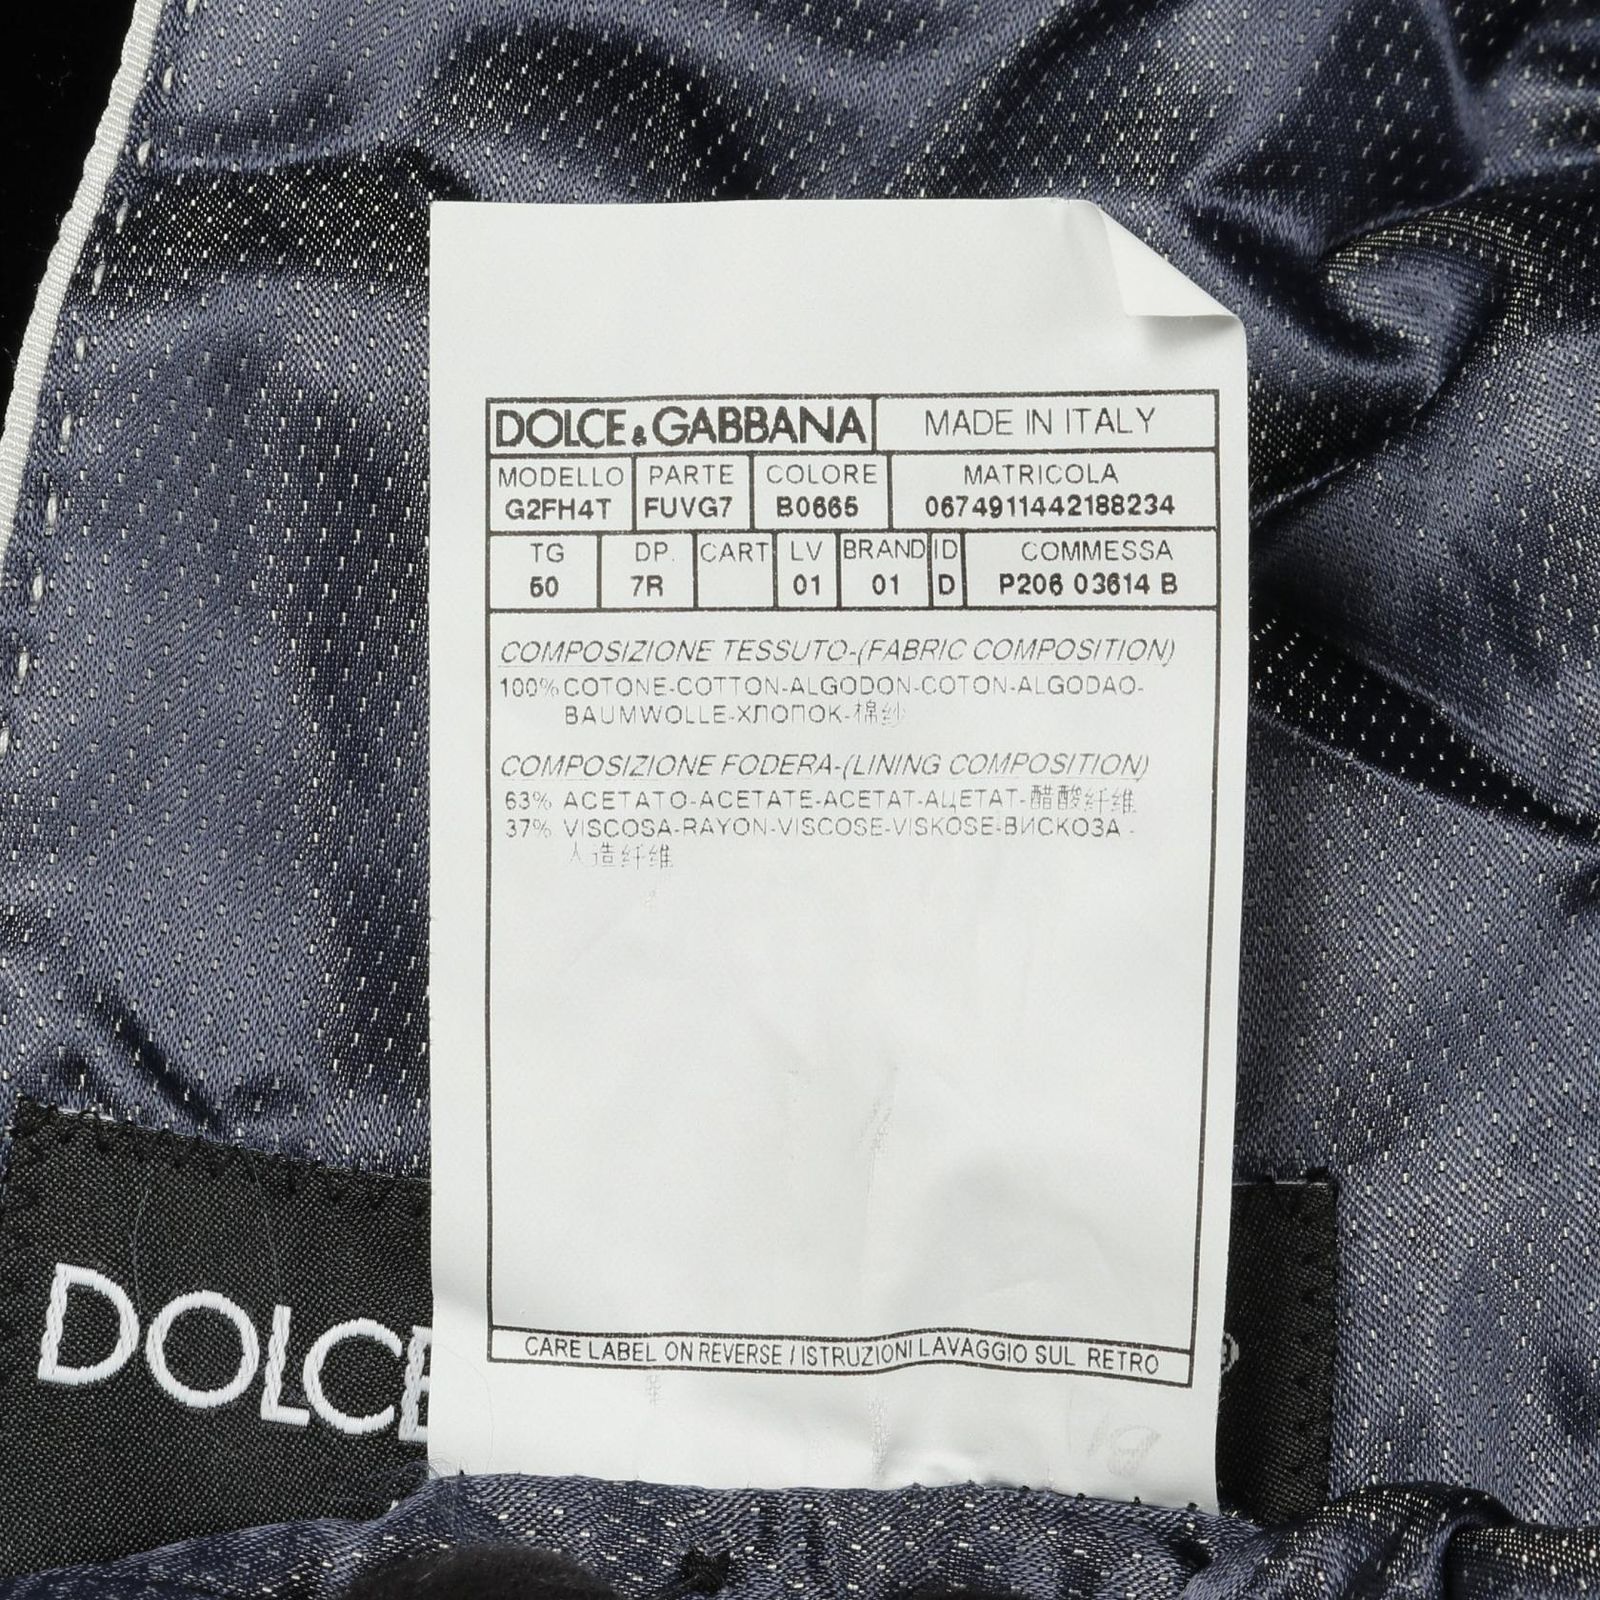 DOLCE&GABBANA MADE IN ITALY
MODELLO PARTE COLORE MATRICOLA
G2FH4T FUVG7 B0665 0674911442188234
TG DP. CART LV BRAND ID COMMESSA
50 7R 01 01 D P206 03614 B
COMPOSIZIONE TESSUTO-(FABRIC COMPOSITION)
100% COTONE-COTTON-ALGODON-COTON-ALGODAO-
BAUMWOLLE-ХЛОПОК-棉纱
COMPOSIZIONE FODERA-(LINING COMPOSITION)
63% ACETATO-ACETATE-ACETAT-АЦЕТАТ-醋酸纤维
37% VISCOSA-RAYON-VISCOSE-VISKOSE-ВИСКОЗА-
人造纤维
CARE LABEL ON REVERSE / ISTRUZIONI LAVAGGIO SUL RETRO
DOLCE